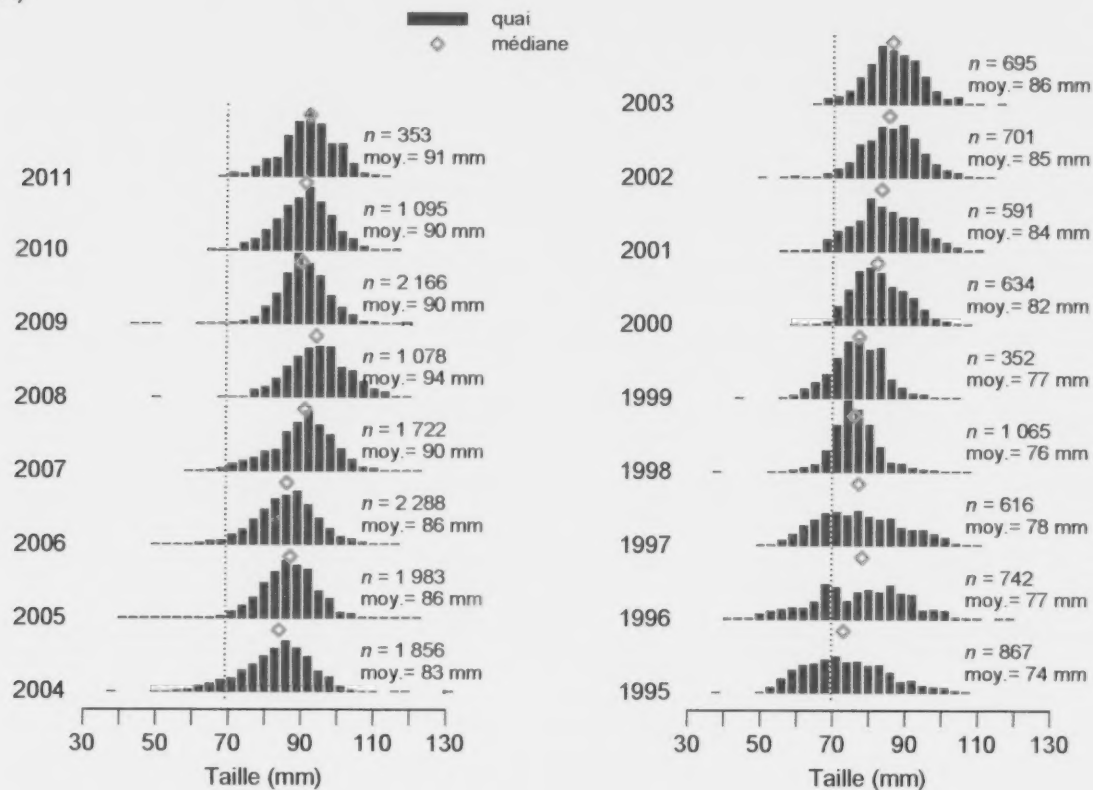 quai
médiane
2011
n = 353
moy.= 91 mm
2010
n = 1 095
moy.= 90 mm
2009
n = 2 166
moy.= 90 mm
2008
n = 1 078
moy.= 94 mm
2007
n = 1 722
moy.= 90 mm
2006
n = 2 288
moy.= 86 mm
2005
n = 1 983
moy.= 86 mm
2004
n = 1 856
moy.= 83 mm
30 50 70 90 110 130
Taille (mm)
2003
n = 695
moy.= 86 mm
2002
n = 701
moy.= 85 mm
2001
n = 591
moy.= 84 mm
2000
n = 634
moy.= 82 mm
1999
n = 352
moy.= 77 mm
1998
n = 1 065
moy.= 76 mm
1997
n = 616
moy.= 78 mm
1996
n = 742
moy.= 77 mm
1995
n = 867
moy.= 74 mm
30 50 70 90 110 130
Taille (mm)